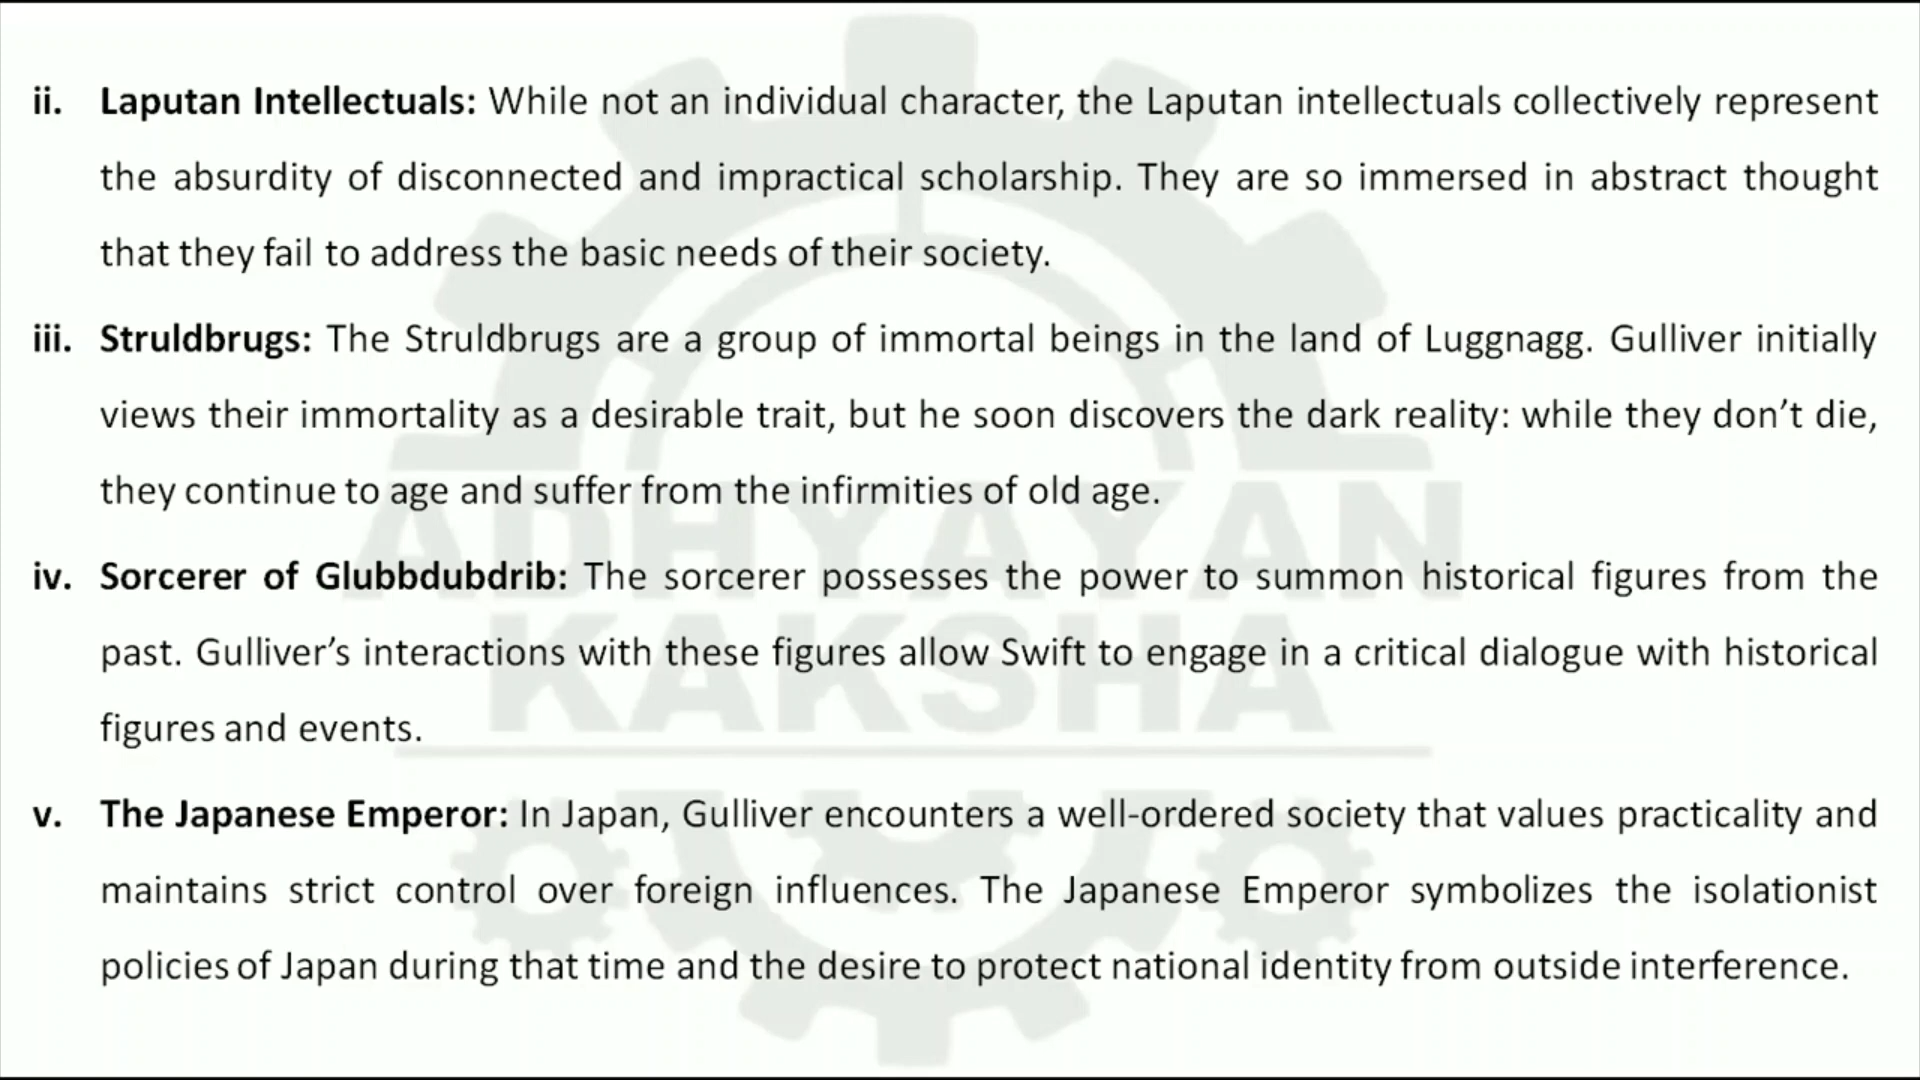 ii. Laputan Intellectuals: While not an individual character, the Laputan intellectuals collectively represent
the absurdity of disconnected and impractical scholarship. They are so immersed in abstract thought
that they fail to address the basic needs of their society.
iii. Struldbrugs: The Struldbrugs are a group of immortal beings in the land of Luggnagg. Gulliver initially
views their immortality as a desirable trait, but he soon discovers the dark reality: while they don’t die,
they continue to age and suffer from the infirmities of old age.
ADHYAYAN
iv. Sorcerer of Glubbdubdrib: The sorcerer possesses the power to summon historical figures from the
past. Gulliver’s interactions with these figures allow Swift to engage in a critical dialogue with historical
KAKSHA
figures and events.
v. The Japanese Emperor: In Japan, Gulliver encounters a well-ordered society that values practicality and
maintains strict control over foreign influences. The Japanese Emperor symbolizes the isolationist
policies of Japan during that time and the desire to protect national identity from outside interference.